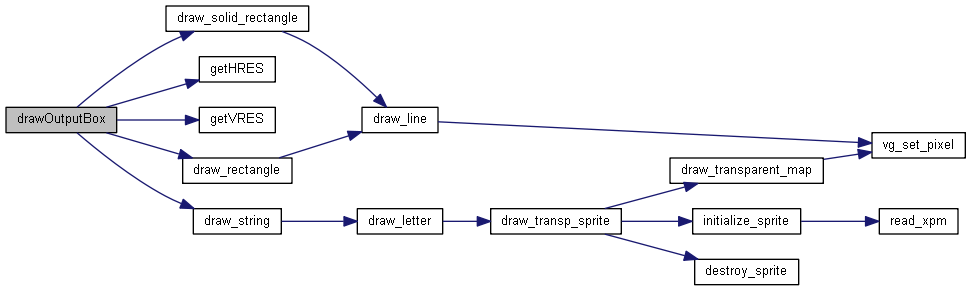 draw_solid_rectangle
getHRES
drawOutputBox
getVRES
draw_line
vg_set_pixel
draw_rectangle
draw_transparent_map
draw_string
draw_letter
draw_transp_sprite
initialize_sprite
read_xpm
destroy_sprite